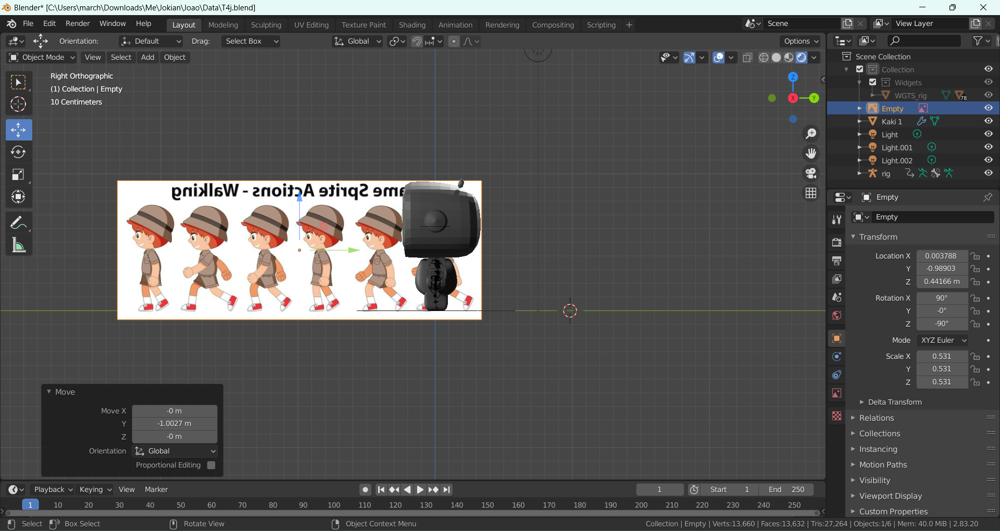 Blender* [C:\Users\march\Downloads\Me\Jokian\Joao\Data\T4j.blend]
File Edit Render Window Help Layout Modeling Sculpting UV Editing Texture Paint Shading Animation Rendering Compositing Scripting + Scene View Layer
Orientation: Default Drag: Select Box Global Options
Object Mode View Select Add Object
Right Orthographic
(1) Collection | Empty
10 Centimeters
Z
X
Y
ame Sprite Actions - Walking
Move
Move X -0 m
Y -1.0027 m
Z -0 m
Orientation Global
Proportional Editing
Scene Collection
Collection
Widgets
WGTS_rig 78
Empty
Kaki 1
Light
Light.001
Light.002
rig
Empty
Empty
Transform
Location X 0.003788
Y -0.98903
Z 0.44166 m
Rotation X 90°
Y -0°
Z -90°
Mode XYZ Euler
Scale X 0.531
Y 0.531
Z 0.531
Delta Transform
Relations
Collections
Instancing
Motion Paths
Visibility
Viewport Display
Custom Properties
Playback Keying View Marker 1 Start 1 End 250
1 10 20 30 40 50 60 70 80 90 100 110 120 130 140 150 160 170 180 190 200 210 220 230 240 250
Select Box Select Rotate View Object Context Menu Collection | Empty | Verts:13,660 | Faces:13,632 | Tris:27,264 | Objects:1/6 | Mem: 40.0 MiB | 2.83.20